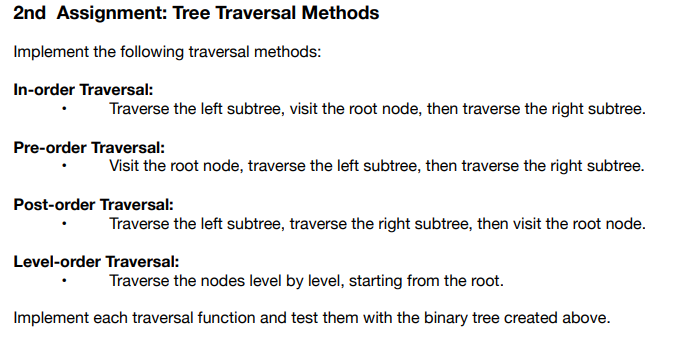 2nd Assignment: Tree Traversal Methods
Implement the following traversal methods:
In-order Traversal:
• Traverse the left subtree, visit the root node, then traverse the right subtree.
Pre-order Traversal:
• Visit the root node, traverse the left subtree, then traverse the right subtree.
Post-order Traversal:
• Traverse the left subtree, traverse the right subtree, then visit the root node.
Level-order Traversal:
• Traverse the nodes level by level, starting from the root.
Implement each traversal function and test them with the binary tree created above.